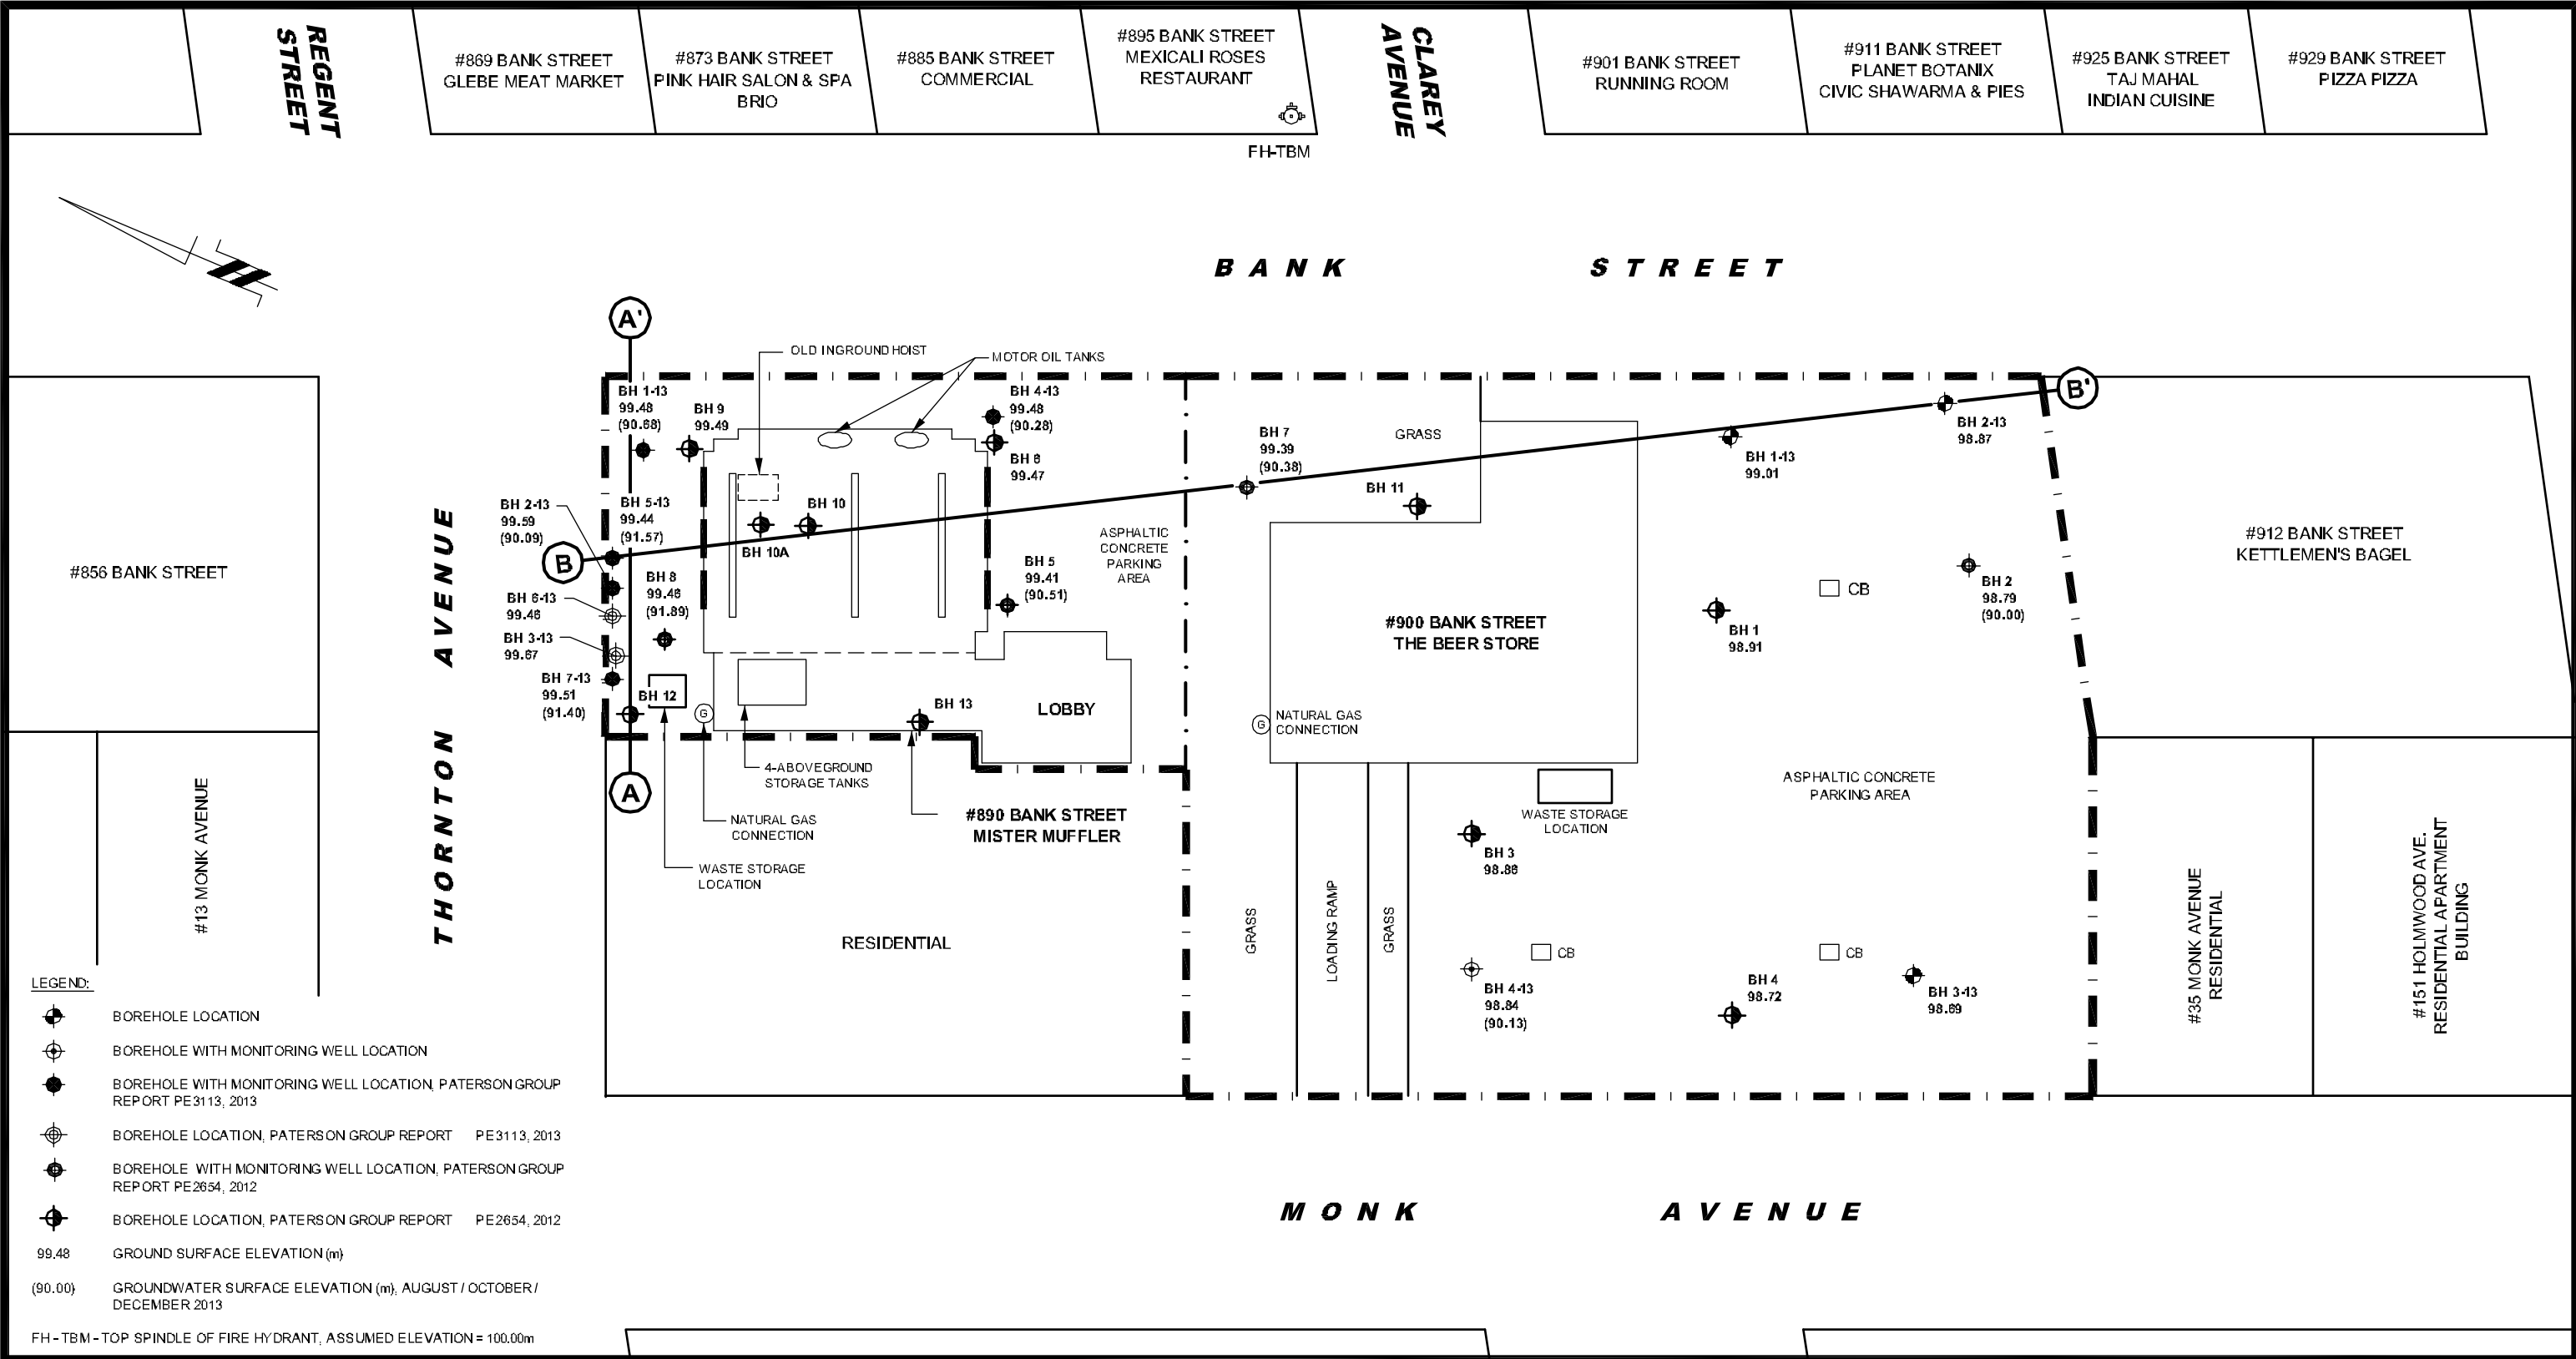 REGENT
STREET
#869 BANK STREET
GLEBE MEAT MARKET
#873 BANK STREET
PINK HAIR SALON & SPA
BRIO
#885 BANK STREET
COMMERCIAL
#895 BANK STREET
MEXICALI ROSES
RESTAURANT
FH-TBM
CLAREY
AVENUE
#901 BANK STREET
RUNNING ROOM
#911 BANK STREET
PLANET BOTANIX
CIVIC SHAWARMA & PIES
#925 BANK STREET
TAJ MAHAL
INDIAN CUISINE
#929 BANK STREET
PIZZA PIZZA
BANK STREET
A'
OLD INGROUND HOIST
MOTOR OIL TANKS
BH 1-13
99.48
(90.68)
BH 9
99.49
BH 4-13
99.48
(90.28)
BH 6
99.47
BH 7
99.39
(90.38)
GRASS
BH 11
BH 1-13
99.01
BH 2-13
98.87
B'
BH 2-13
99.59
(90.09)
BH 5-13
99.44
(91.57)
BH 10
BH 10A
B
ASPHALTIC
CONCRETE
PARKING
AREA
#856 BANK STREET
THORNTON AVENUE
BH 6-13
99.46
BH 8
99.46
(91.89)
BH 5
99.41
(90.51)
BH 3-13
99.67
BH 7-13
99.51
(91.40)
BH 12
G
BH 13
LOBBY
#900 BANK STREET
THE BEER STORE
G
NATURAL GAS
CONNECTION
CB
BH 1
98.91
BH 2
98.79
(90.00)
#912 BANK STREET
KETTLEMEN'S BAGEL
A
4-ABOVEGROUND
STORAGE TANKS
NATURAL GAS
CONNECTION
WASTE STORAGE
LOCATION
#890 BANK STREET
MISTER MUFFLER
#13 MONK AVENUE
RESIDENTIAL
WASTE STORAGE
LOCATION
ASPHALTIC CONCRETE
PARKING AREA
BH 3
98.86
GRASS
LOADING RAMP
GRASS
CB
CB
BH 4-13
98.84
(90.13)
BH 4
98.72
BH 3-13
98.69
#35 MONK AVENUE
RESIDENTIAL
#151 HOLMWOOD AVE.
RESIDENTIAL APARTMENT
BUILDING
LEGEND:
BOREHOLE LOCATION
BOREHOLE WITH MONITORING WELL LOCATION
BOREHOLE WITH MONITORING WELL LOCATION, PATERSON GROUP
REPORT PE3113, 2013
BOREHOLE LOCATION, PATERSON GROUP REPORT PE3113, 2013
BOREHOLE WITH MONITORING WELL LOCATION, PATERSON GROUP
REPORT PE2654, 2012
BOREHOLE LOCATION, PATERSON GROUP REPORT PE2654, 2012
99.48 GROUND SURFACE ELEVATION (m)
(90.00) GROUNDWATER SURFACE ELEVATION (m), AUGUST / OCTOBER /
DECEMBER 2013
FH - TBM - TOP SPINDLE OF FIRE HYDRANT, ASSUMED ELEVATION = 100.00m
MONK AVENUE